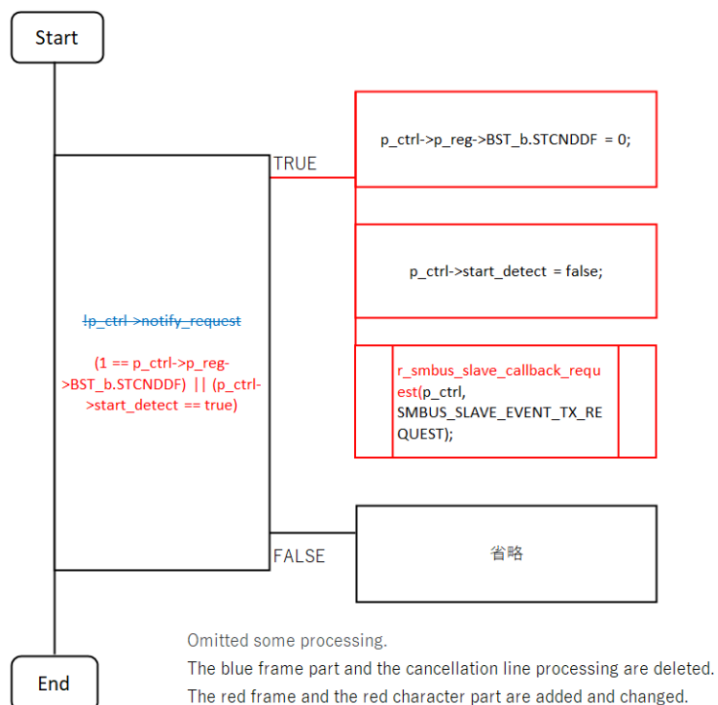 Start
TRUE
p_ctrl->p_reg->BST_b.STCNDDF = 0;
p_ctrl->start_detect = false;
!p_ctrl->notify_request
(1 == p_ctrl->p_reg-
>BST_b.STCNDDF) || (p_ctrl-
>start_detect == true)
r_smbus_slave_callback_requ
est(p_ctrl,
SMBUS_SLAVE_EVENT_TX_RE
QUEST);
FALSE
省略
Omitted some processing.
The blue frame part and the cancellation line processing are deleted.
The red frame and the red character part are added and changed.
End